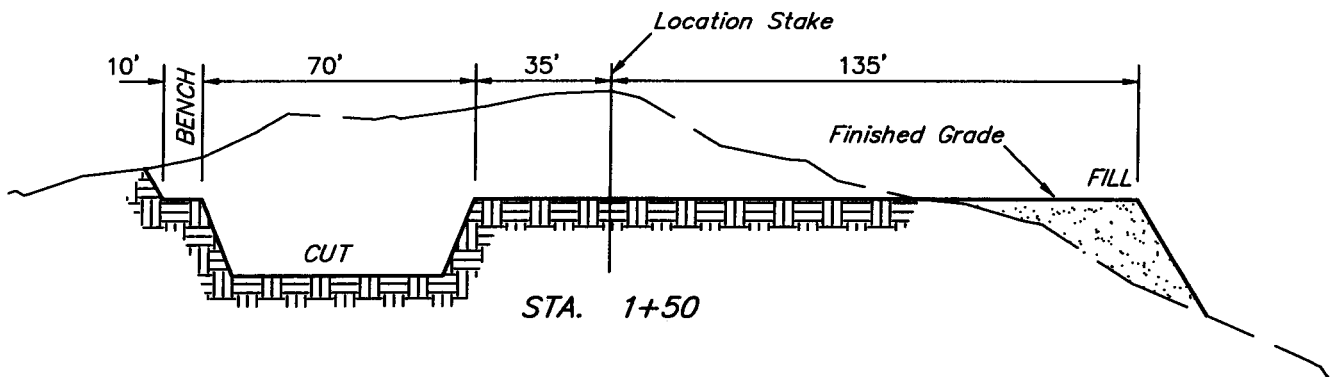 Location Stake
10' 70' 35' 135'
BENCH
Finished Grade
FILL
CUT
STA. 1+50